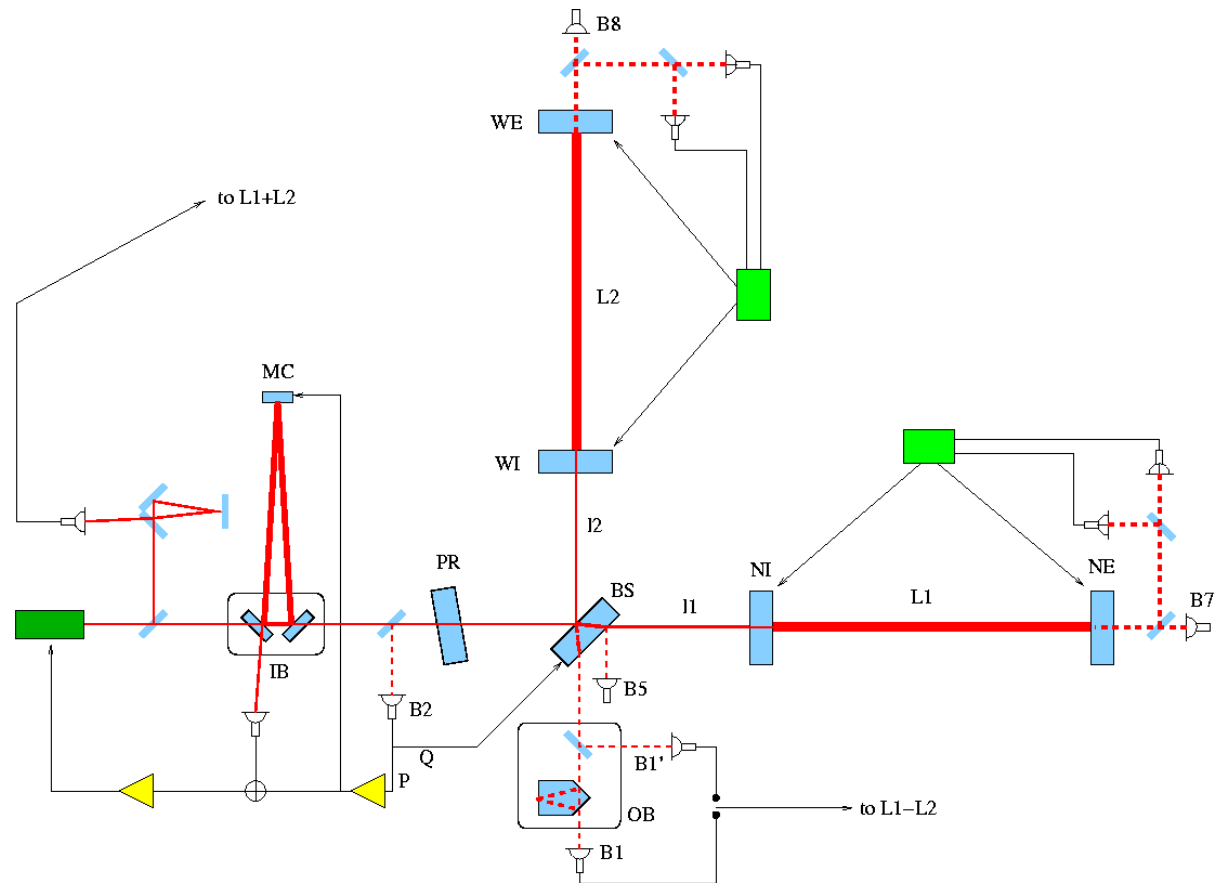 B8
WE
to L1+L2
L2
MC
WI
l2
PR
BS
NI
NE
l1
L1
B7
IB
B5
B2
Q
P
B1'
OB
to L1−L2
B1